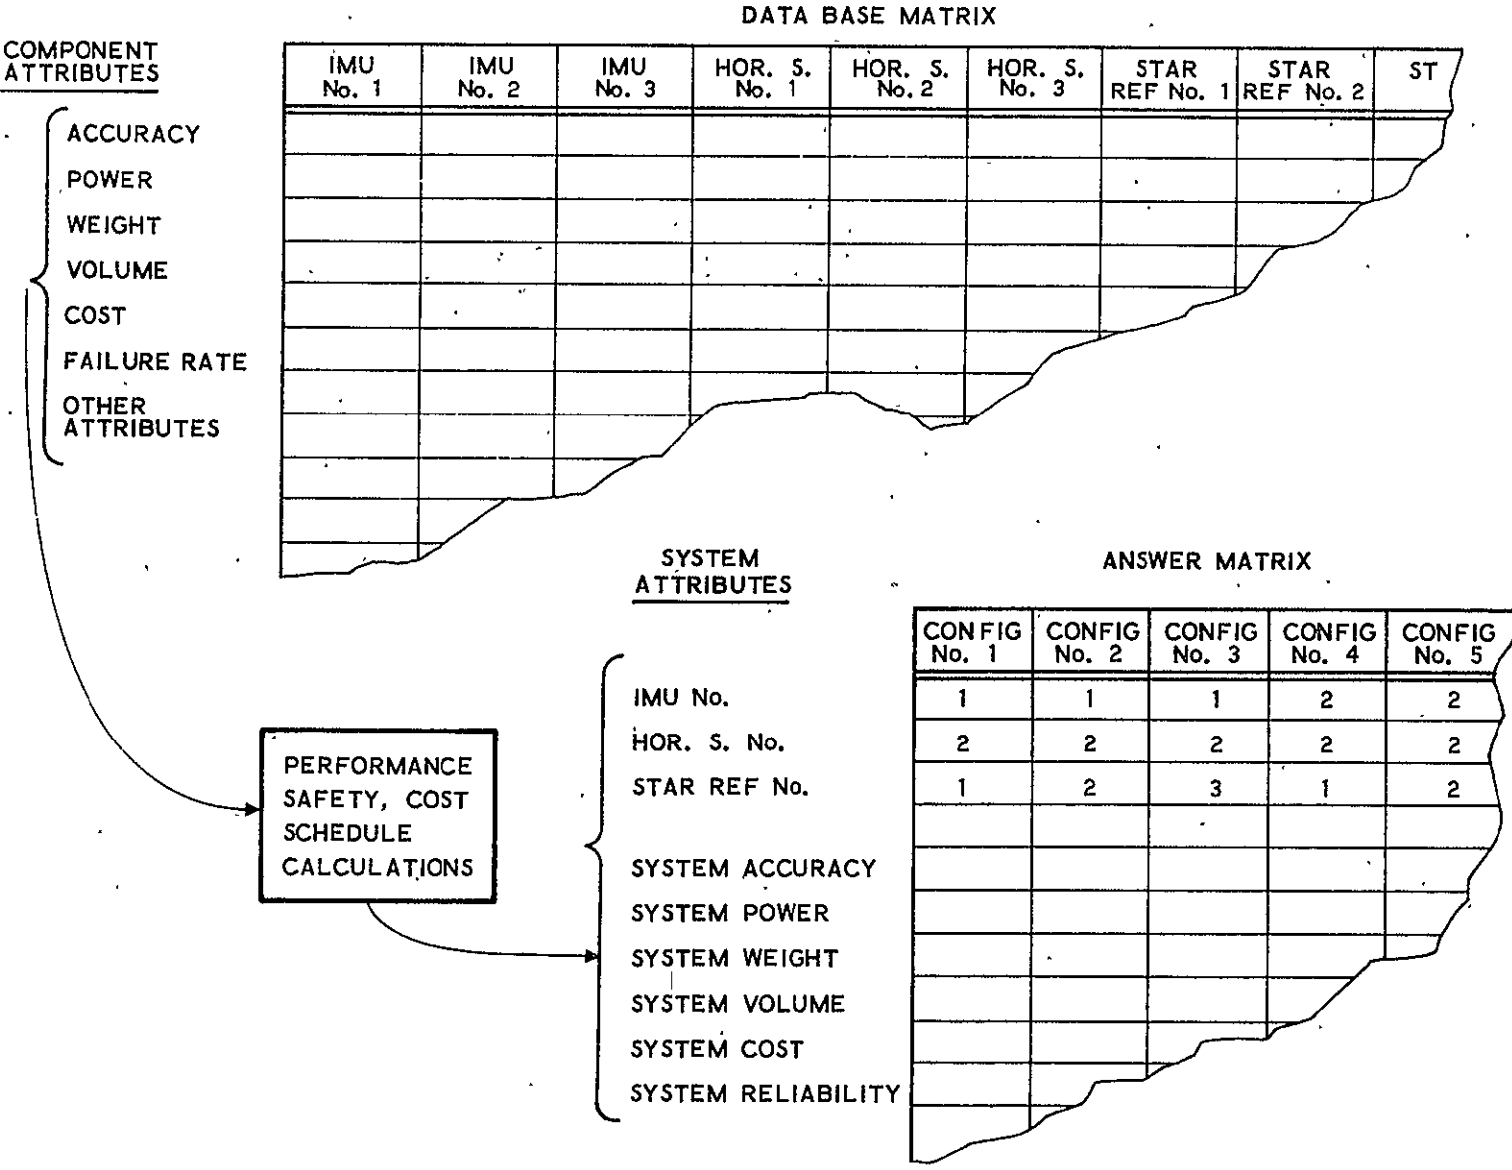 DATA BASE MATRIX
COMPONENT
ATTRIBUTES
IMU No. 1
IMU No. 2
IMU No. 3
HOR. S. No. 1
HOR. S. No. 2
HOR. S. No. 3
STAR REF No. 1
STAR REF No. 2
ST
ACCURACY
POWER
WEIGHT
VOLUME
COST
FAILURE RATE
OTHER
ATTRIBUTES
SYSTEM
ATTRIBUTES
ANSWER MATRIX
CONFIG No. 1
CONFIG No. 2
CONFIG No. 3
CONFIG No. 4
CONFIG No. 5
IMU No. 1 1 1 2 2
HOR. S. No. 2 2 2 2 2
STAR REF No. 1 2 3 1 2
PERFORMANCE
SAFETY, COST
SCHEDULE
CALCULATIONS
SYSTEM ACCURACY
SYSTEM POWER
SYSTEM WEIGHT
SYSTEM VOLUME
SYSTEM COST
SYSTEM RELIABILITY